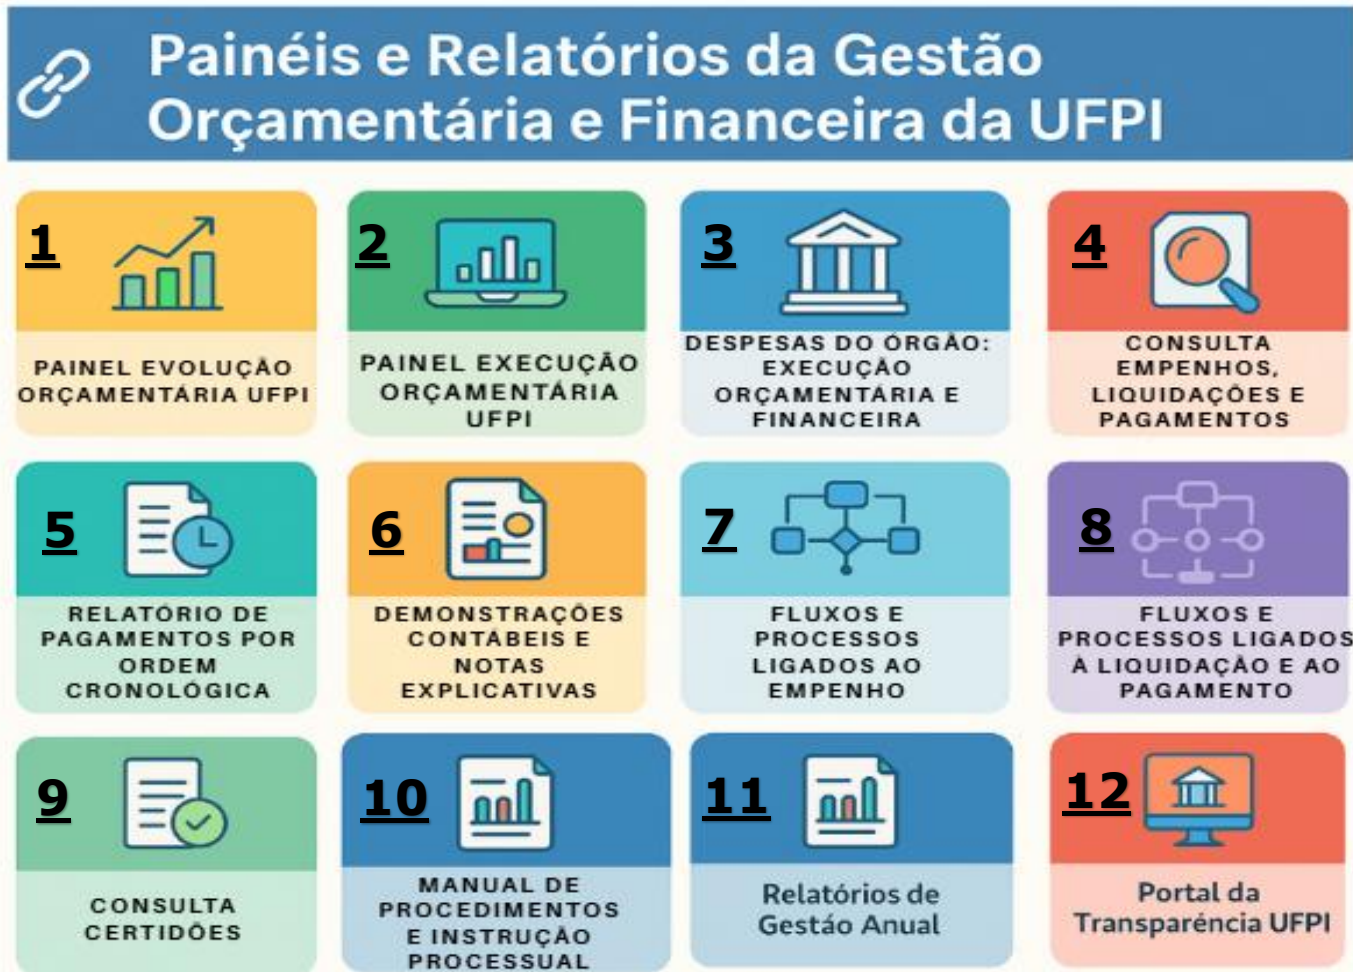 Painéis e Relatórios da Gestão
Orçamentária e Financeira da UFPI
1
PAINEL EVOLUÇÃO
ORÇAMENTÁRIA UFPI
2
PAINEL EXECUÇÃO
ORÇAMENTÁRIA
UFPI
3
DESPESAS DO ÓRGÃO:
EXECUÇÃO
ORÇAMENTÁRIA E
FINANCEIRA
4
CONSULTA
EMPENHOS,
LIQUIDAÇÕES E
PAGAMENTOS
5
RELATÓRIO DE
PAGAMENTOS POR
ORDEM
CRONOLÓGICA
6
DEMONSTRAÇÕES
CONTÁBEIS E
NOTAS
EXPLICATIVAS
7
FLUXOS E
PROCESSOS
LIGADOS AO
EMPENHO
8
FLUXOS E
PROCESSOS LIGADOS
À LIQUIDAÇÃO E AO
PAGAMENTO
9
CONSULTA
CERTIDÕES
10
MANUAL DE
PROCEDIMENTOS
E INSTRUÇÃO
PROCESSUAL
11
Relatórios de
Gestáo Anual
12
Portal da
Transparéncia UFPI